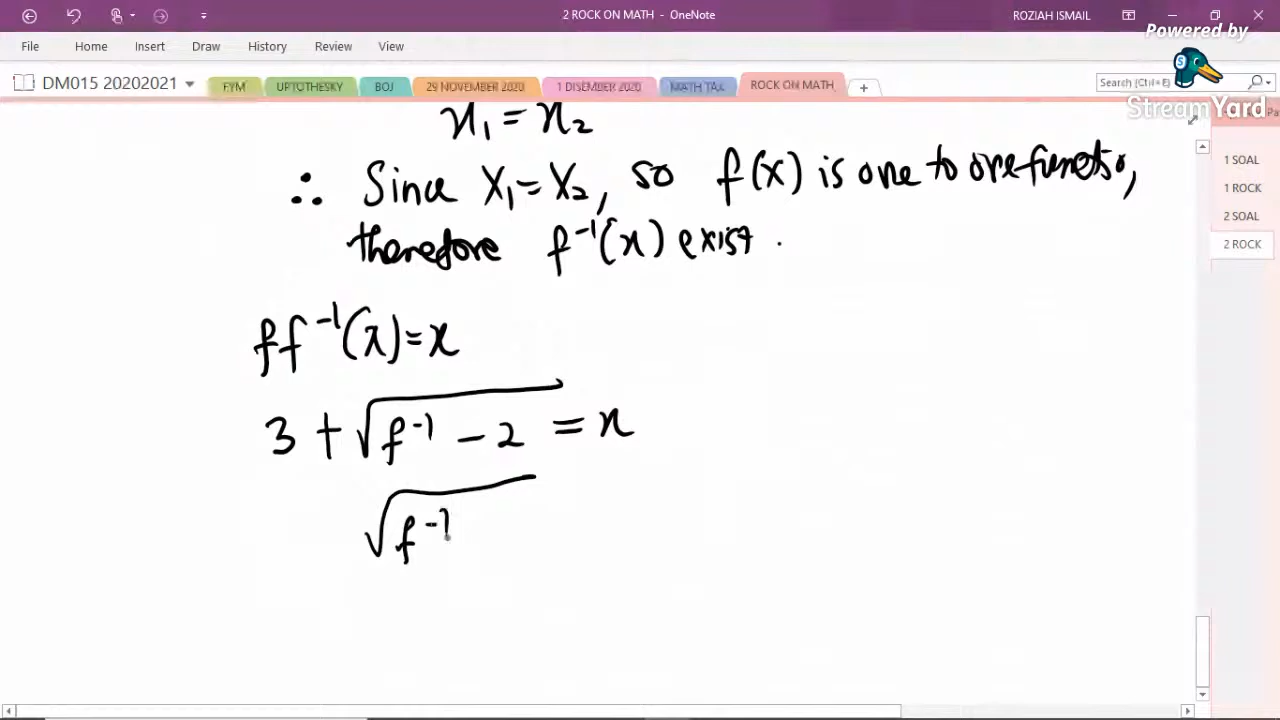 2 ROCK ON MATH - OneNote
ROZIAH ISMAIL
Powered by
StreamYard
File Home Insert Draw History Review View
DM015 20202021
FYM UPTOTHESKY BOJ 29 NOVEMBER 2020 1 DISEMBER 2020 MATH TAX ROCK ON MATH +
Search (Ctrl+E)
x₁ = x₂
∴ Since x₁ = x₂, so f(x) is one to one functio,
therefore f⁻¹(x) exist .
ff⁻¹(x) = x
3 + √(f⁻¹ - 2) = x
√(f⁻¹
1 SOAL
1 ROCK
2 SOAL
2 ROCK